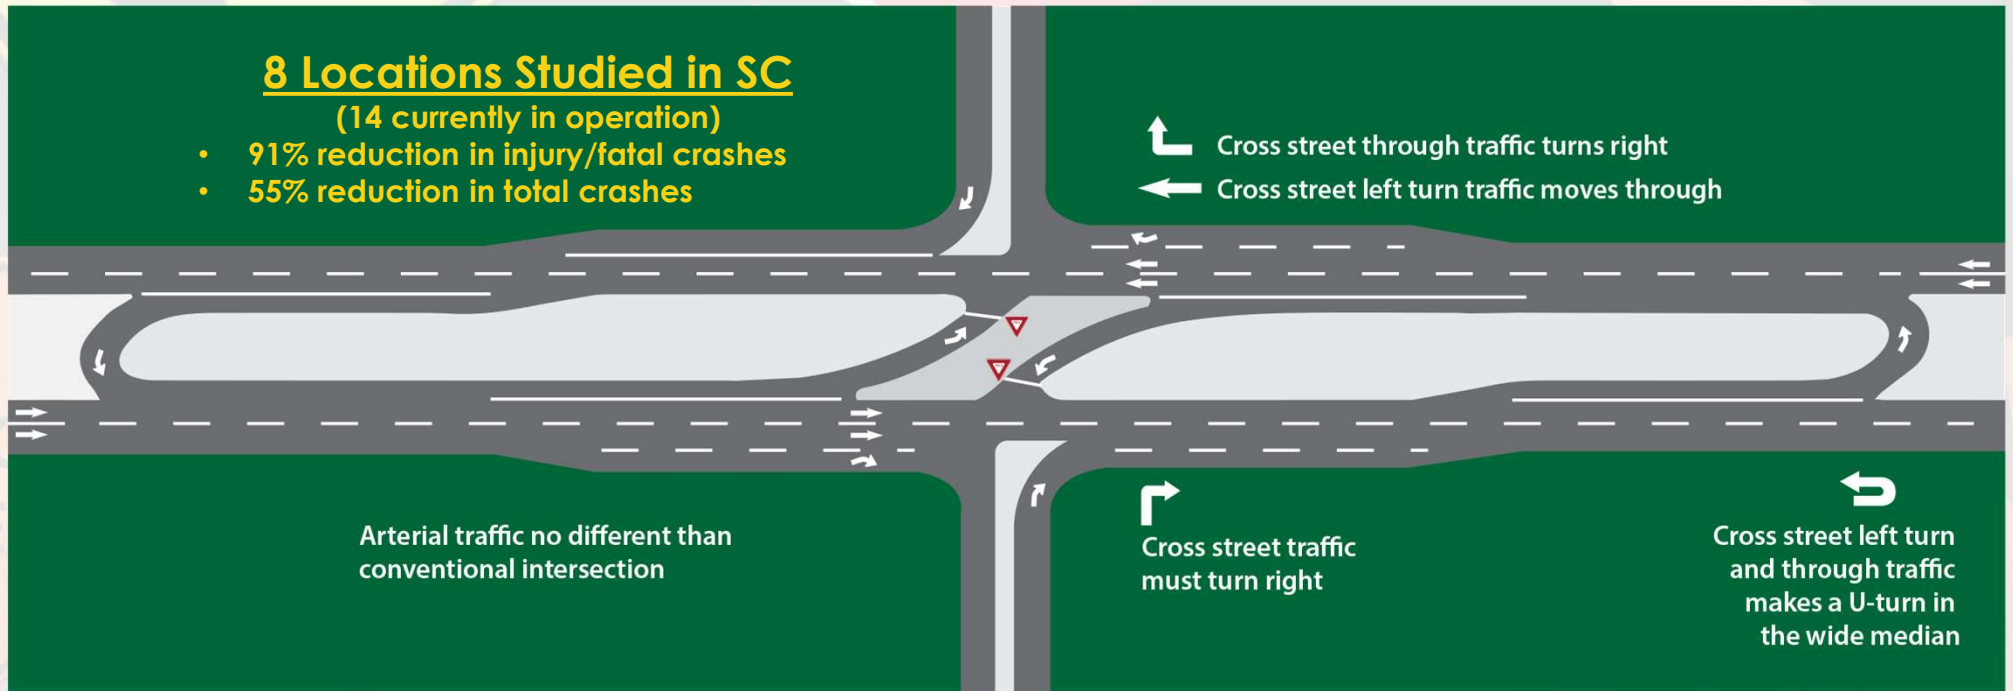 8 Locations Studied in SC
(14 currently in operation)
• 91% reduction in injury/fatal crashes
• 55% reduction in total crashes
Cross street through traffic turns right
Cross street left turn traffic moves through
Arterial traffic no different than
conventional intersection
Cross street traffic
must turn right
Cross street left turn
and through traffic
makes a U-turn in
the wide median